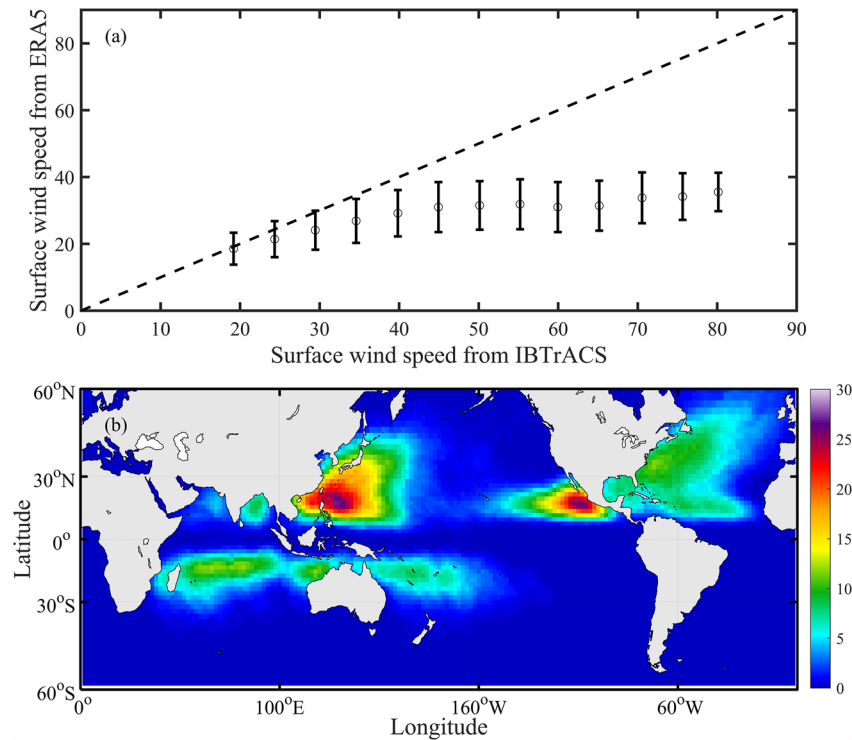 (a)
Surface wind speed from ERA5
80
60
40
20
0
0 10 20 30 40 50 60 70 80 90
Surface wind speed from IBTrACS
(b)
Latitude
60°N
30°N
0°
30°S
60°S
0° 100°E 160°W 60°W
Longitude
30
25
20
15
10
5
0